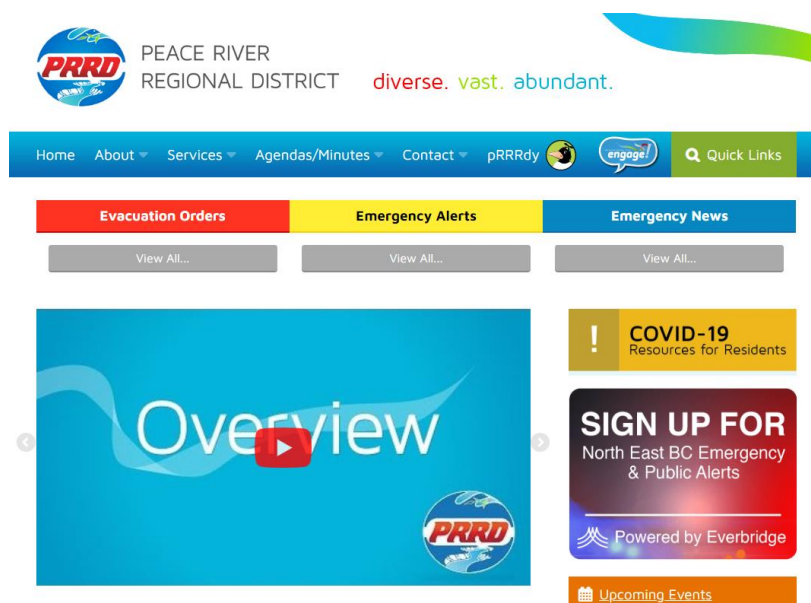 PRRD
PEACE RIVER
REGIONAL DISTRICT
diverse. vast. abundant.
Home About Services Agendas/Minutes Contact pRRRdy engage! Quick Links
Evacuation Orders Emergency Alerts Emergency News
View All... View All... View All...
Overview
PRRD
! COVID-19
Resources for Residents
SIGN UP FOR
North East BC Emergency
& Public Alerts
Powered by Everbridge
Upcoming Events